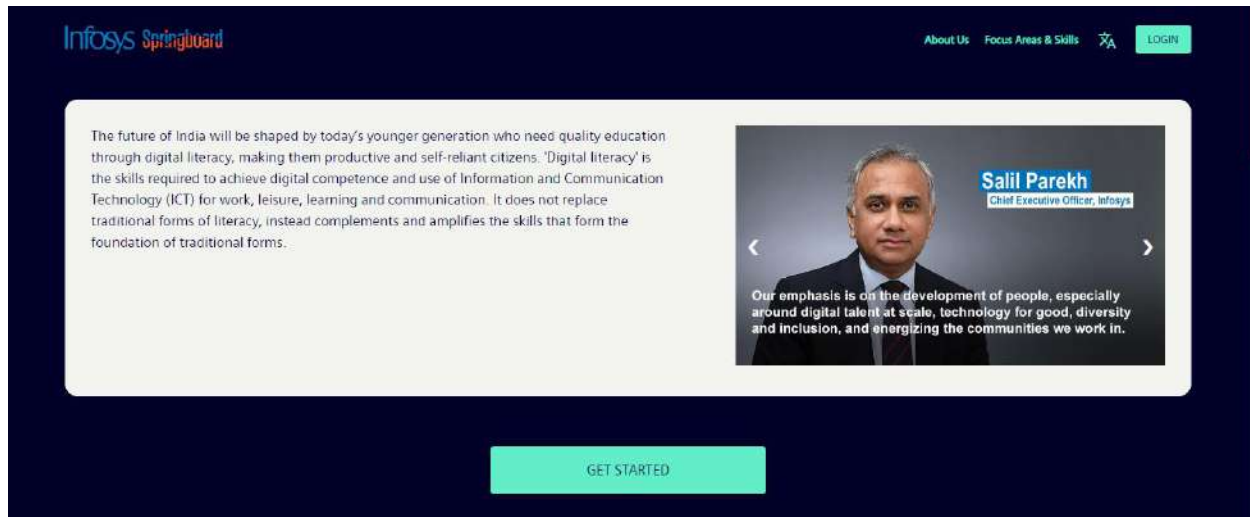 Infosys Springboard
About Us Focus Areas & Skills LOGIN
The future of India will be shaped by today's younger generation who need quality education
through digital literacy, making them productive and self-reliant citizens. 'Digital literacy' is
the skills required to achieve digital competence and use of Information and Communication
Technology (ICT) for work, leisure, learning and communication. It does not replace
traditional forms of literacy, instead complements and amplifies the skills that form the
foundation of traditional forms.
Salil Parekh
Chief Executive Officer, Infosys
Our emphasis is on the development of people, especially
around digital talent at scale, technology for good, diversity
and inclusion, and energizing the communities we work in.
GET STARTED